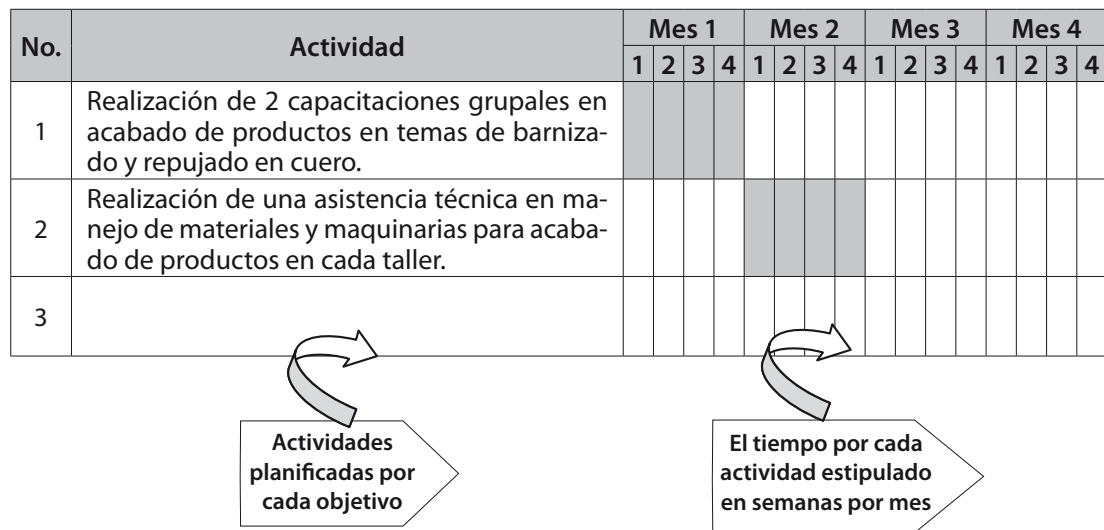 No. Actividad Mes 1 Mes 2 Mes 3 Mes 4
1 2 3 4 1 2 3 4 1 2 3 4 1 2 3 4
1
Realización de 2 capacitaciones grupales en
acabado de productos en temas de barniza-
do y repujado en cuero.
2
Realización de una asistencia técnica en ma-
nejo de materiales y maquinarias para acaba-
do de productos en cada taller.
3
Actividades
planificadas por
cada objetivo
El tiempo por cada
actividad estipulado
en semanas por mes